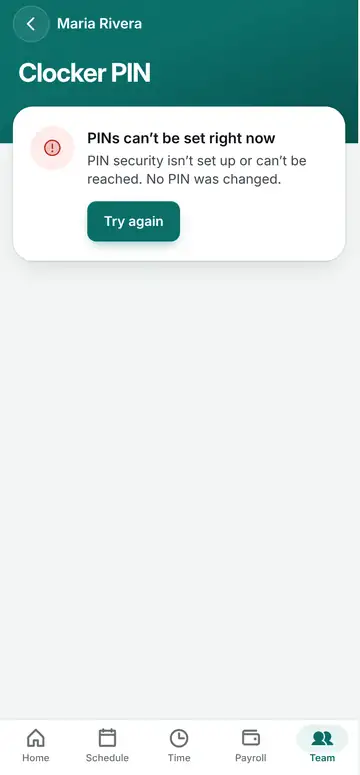 Maria Rivera
Clocker PIN
PINs can’t be set right now
PIN security isn’t set up or can’t be
reached. No PIN was changed.
Try again
Home
Schedule
Time
Payroll
Team